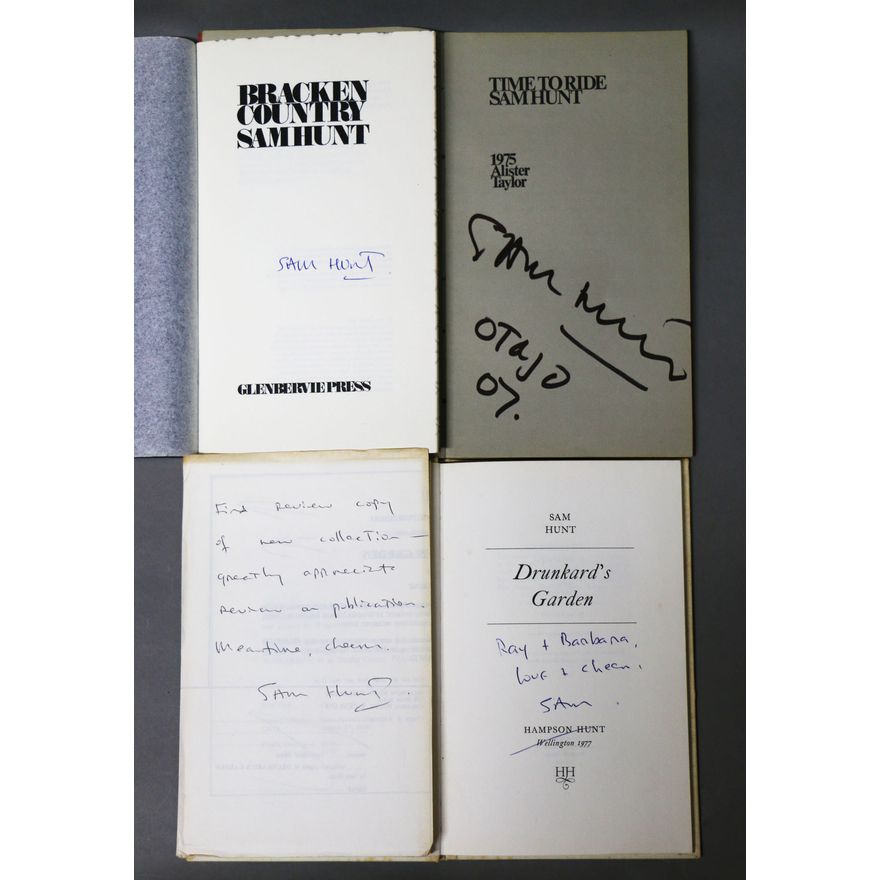 BRACKEN
COUNTRY
SAM HUNT
SAM HUNT.
GLENBERVIE PRESS
TIME TO RIDE
SAM HUNT
1975
Alister
Taylor
SAM HUNT
OTAGO
07.
Find review copy
of new collection —
greatly appreciate
review on publication.
Meantime, cheers.
SAM HUNT.
SAM
HUNT
Drunkard's
Garden
Ray + Barbara,
love + cheers,
SAM.
HAMPSON HUNT
Wellington 1977
HH